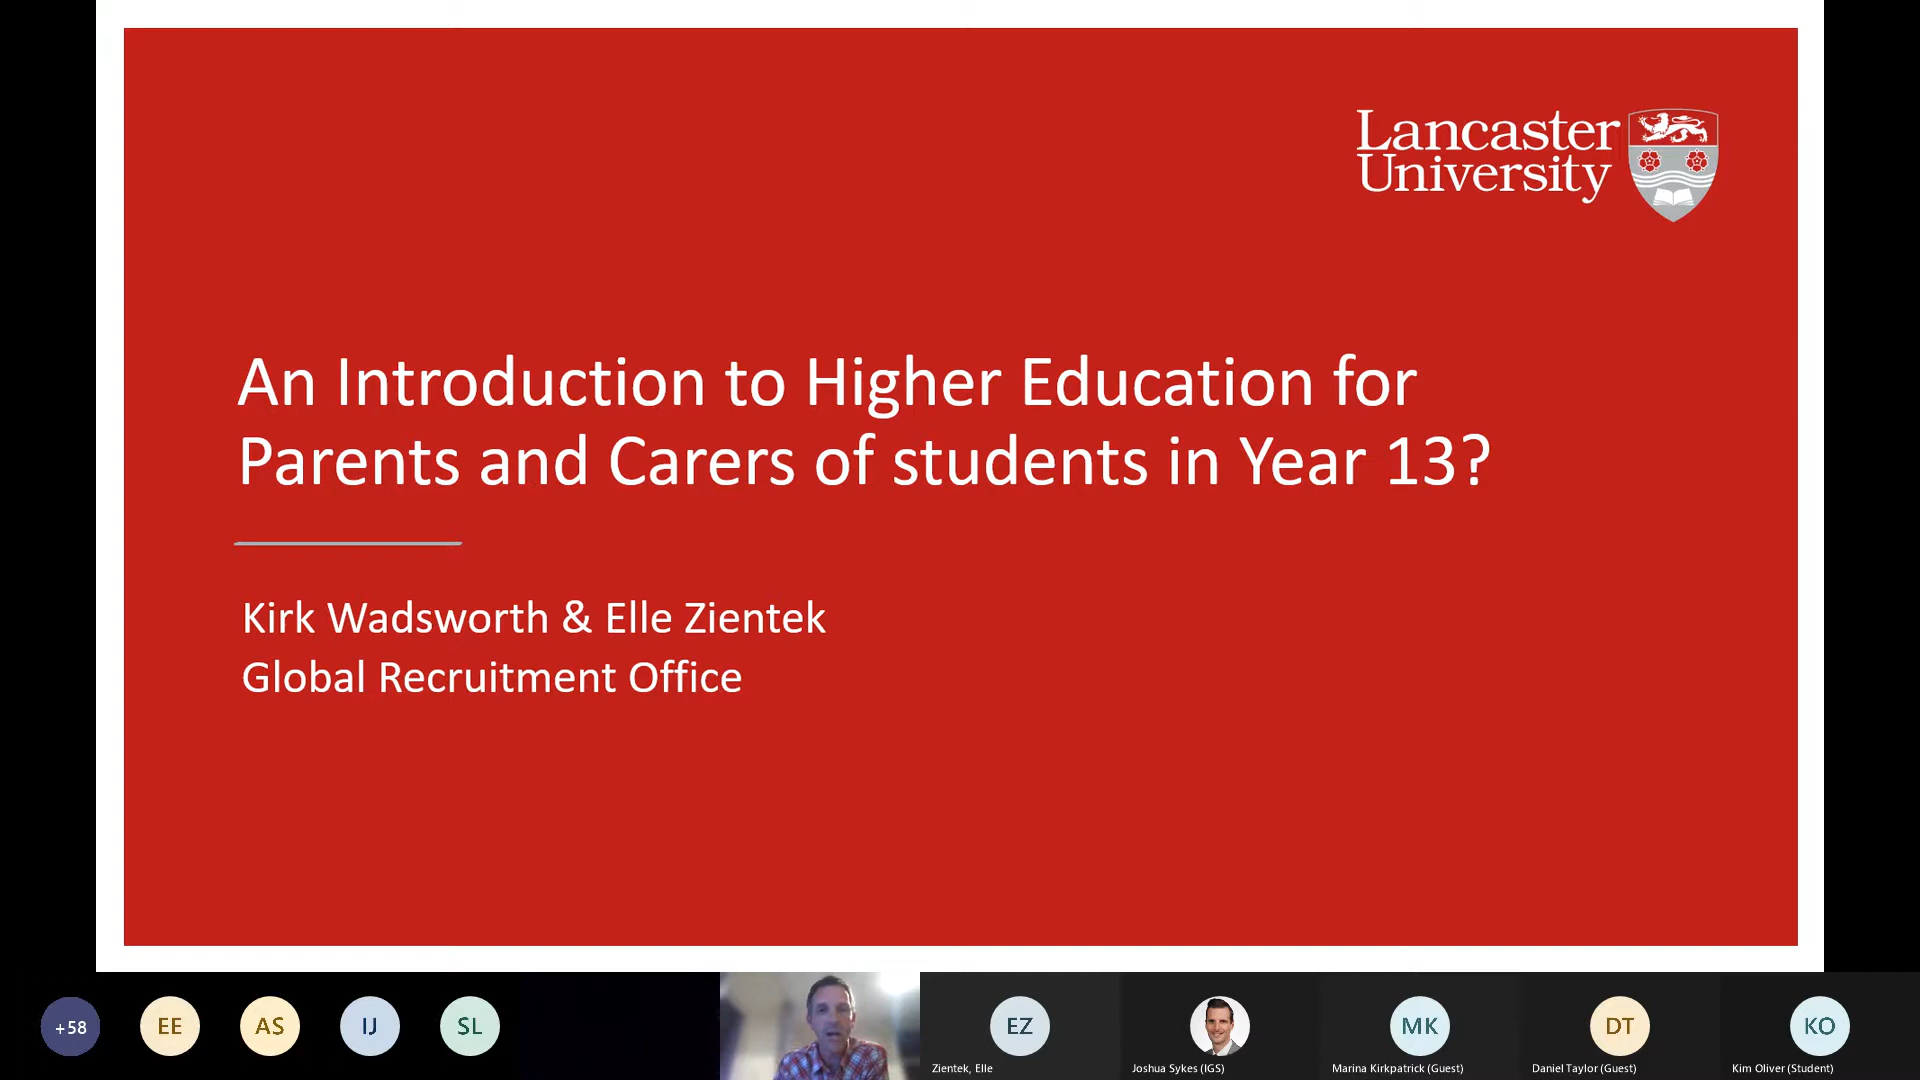 Lancaster
University
An Introduction to Higher Education for
Parents and Carers of students in Year 13?
Kirk Wadsworth & Elle Zientek
Global Recruitment Office
+58
EE
AS
IJ
SL
EZ
MK
DT
KO
Zientek, Elle
Joshua Sykes (IGS)
Marina Kirkpatrick (Guest)
Daniel Taylor (Guest)
Kim Oliver (Student)